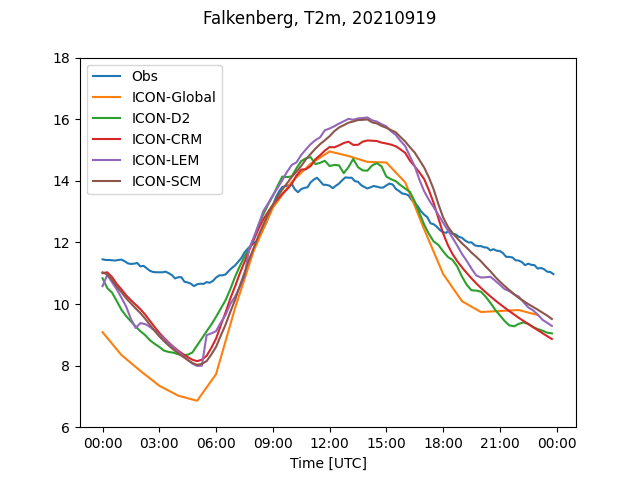 Falkenberg, T2m, 20210919
18
16
14
12
10
8
6
Obs
ICON-Global
ICON-D2
ICON-CRM
ICON-LEM
ICON-SCM
00:00 03:00 06:00 09:00 12:00 15:00 18:00 21:00 00:00
Time [UTC]